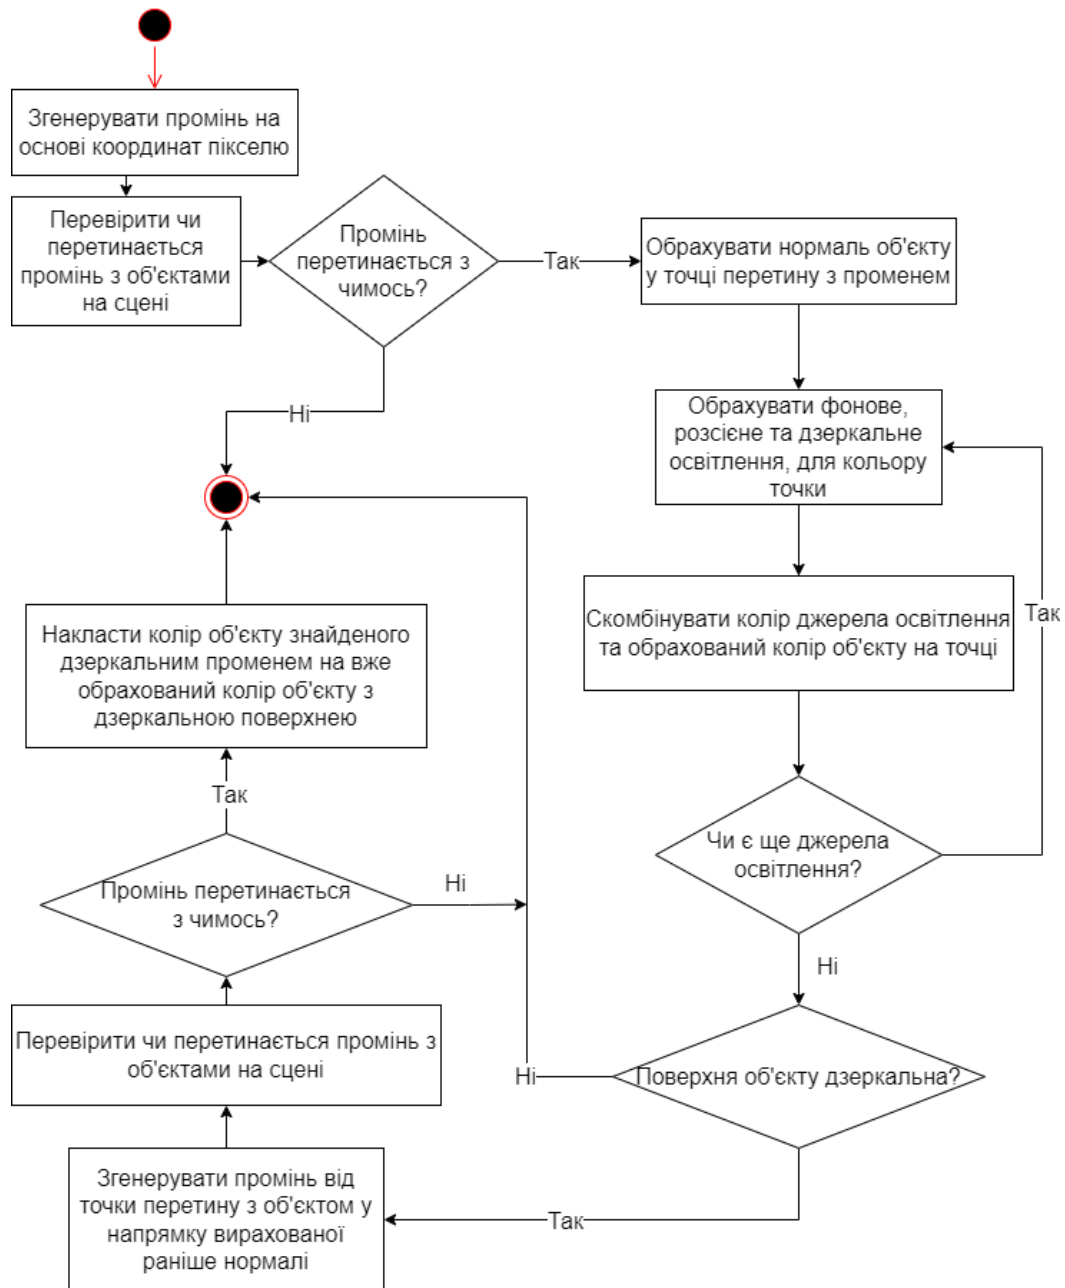 Згенерувати промінь на
основі координат пікселю
Перевірити чи
перетинається
промінь з об'єктами
на сцені
Промінь
перетинається з
чимось?
Так
Обрахувати нормаль об'єкту
у точці перетину з променем
Ні
Обрахувати фонове,
розсієне та дзеркальне
освітлення, для кольору
точки
Скомбінувати колір джерела освітлення
та обрахований колір об'єкту на точці
Так
Чи є ще джерела
освітлення?
Ні
Поверхня об'єкту дзеркальна?
Ні
Так
Згенерувати промінь від
точки перетину з об'єктом у
напрямку вирахованої
раніше нормалі
Перевірити чи перетинається промінь з
об'єктами на сцені
Промінь перетинається
з чимось?
Ні
Так
Накласти колір об'єкту знайденого
дзеркальним променем на вже
обрахований колір об'єкту з
дзеркальною поверхнею